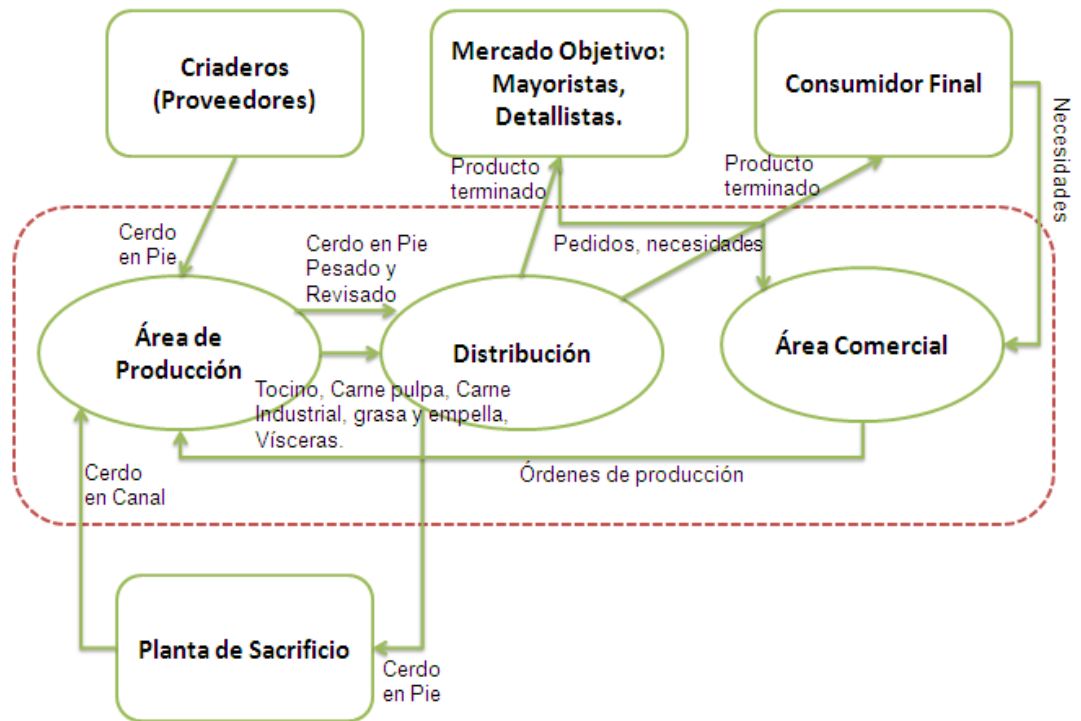 Criaderos
(Proveedores)
Mercado Objetivo:
Mayoristas,
Detallistas.
Consumidor Final
Necesidades
Producto
terminado
Producto
terminado
Cerdo
en Pie
Cerdo en Pie
Pesado y
Revisado
Pedidos, necesidades
Área de
Producción
Distribución
Área Comercial
Tocino, Carne pulpa, Carne
Industrial, grasa y empella,
Vísceras.
Órdenes de producción
Cerdo
en Canal
Planta de Sacrificio
Cerdo
en Pie